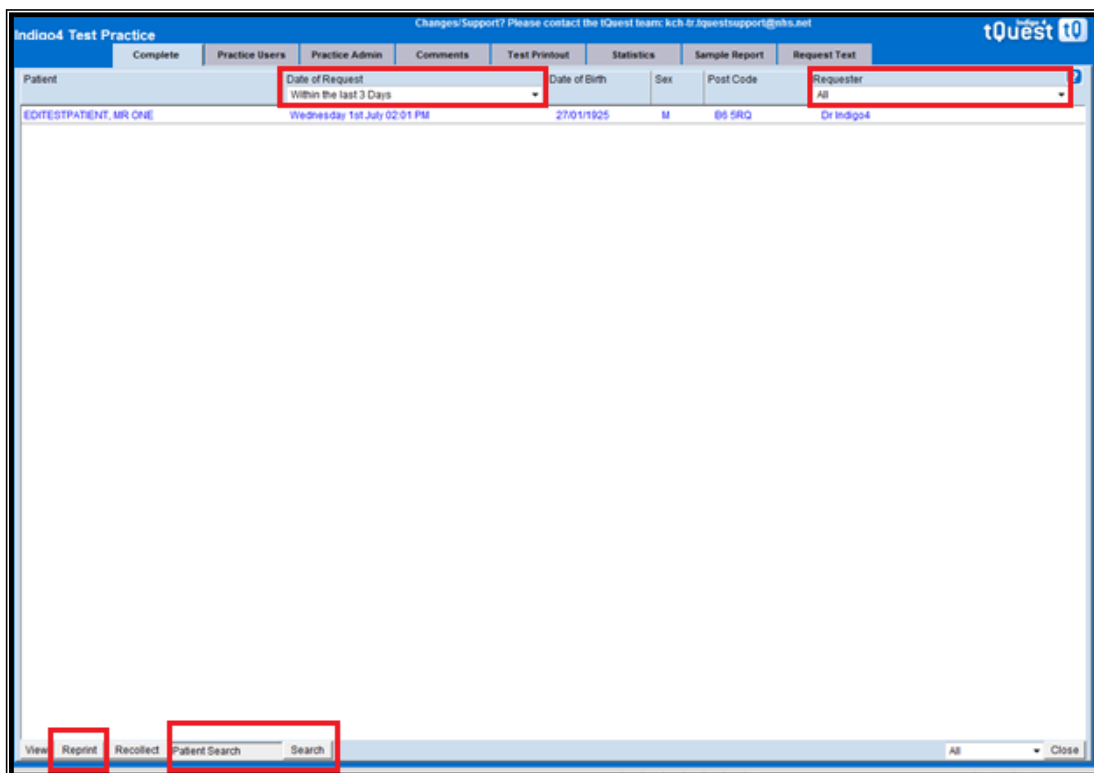 Changes/Support? Please contact the tQuest team: kch-tr.tquestsupport@nhs.net
Indigo4 Test Practice
indigo 4
tQuest tQ
Complete Practice Users Practice Admin Comments Test Printout Statistics Sample Report Request Text
Patient Date of Request Date of Birth Sex Post Code Requester
Within the last 3 Days All
EDITESTPATIENT, MR ONE Wednesday 1st July 02:01 PM 27/01/1925 M B6 5RQ Dr Indigo4
View Reprint Recollect Patient Search Search All Close